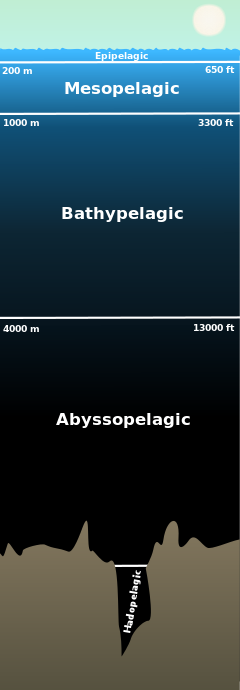 Epipelagic
200 m 650 ft
Mesopelagic
1000 m 3300 ft
Bathypelagic
4000 m 13000 ft
Abyssopelagic
Hadopelagic